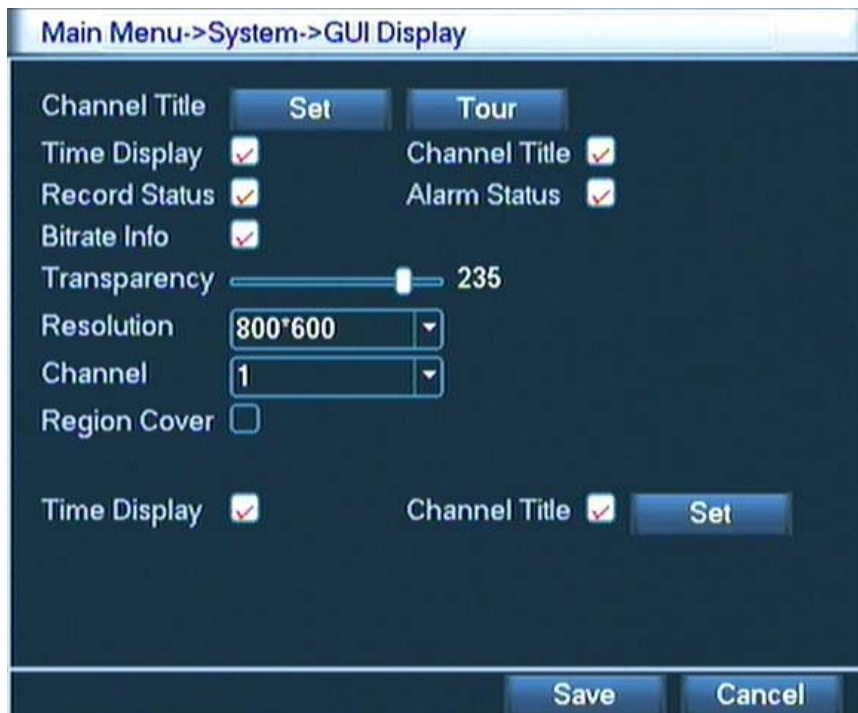 Main Menu->System->GUI Display
Channel Title Set Tour
Time Display Channel Title
Record Status Alarm Status
Bitrate Info
Transparency 235
Resolution 800*600
Channel 1
Region Cover
Time Display Channel Title Set
Save Cancel